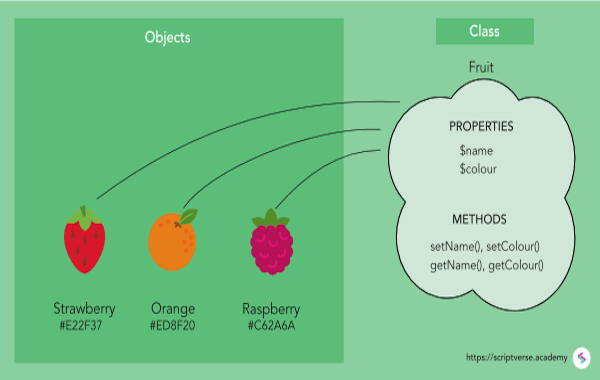 Objects
Class
Fruit
PROPERTIES
$name
$colour
METHODS
setName(), setColour()
getName(), getColour()
Strawberry
#E22F37
Orange
#ED8F20
Raspberry
#C62A6A
https://scriptverse.academy